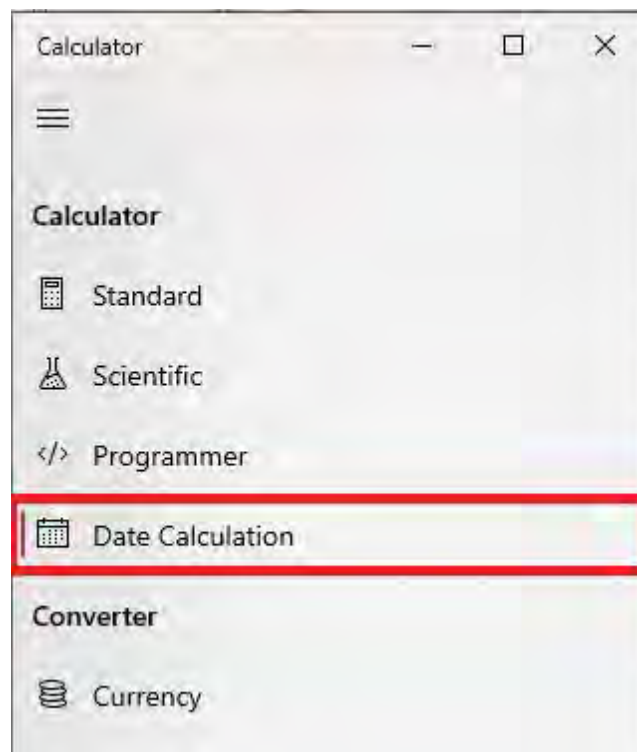 Calculator
Calculator
Standard
Scientific
Programmer
Date Calculation
Converter
Currency